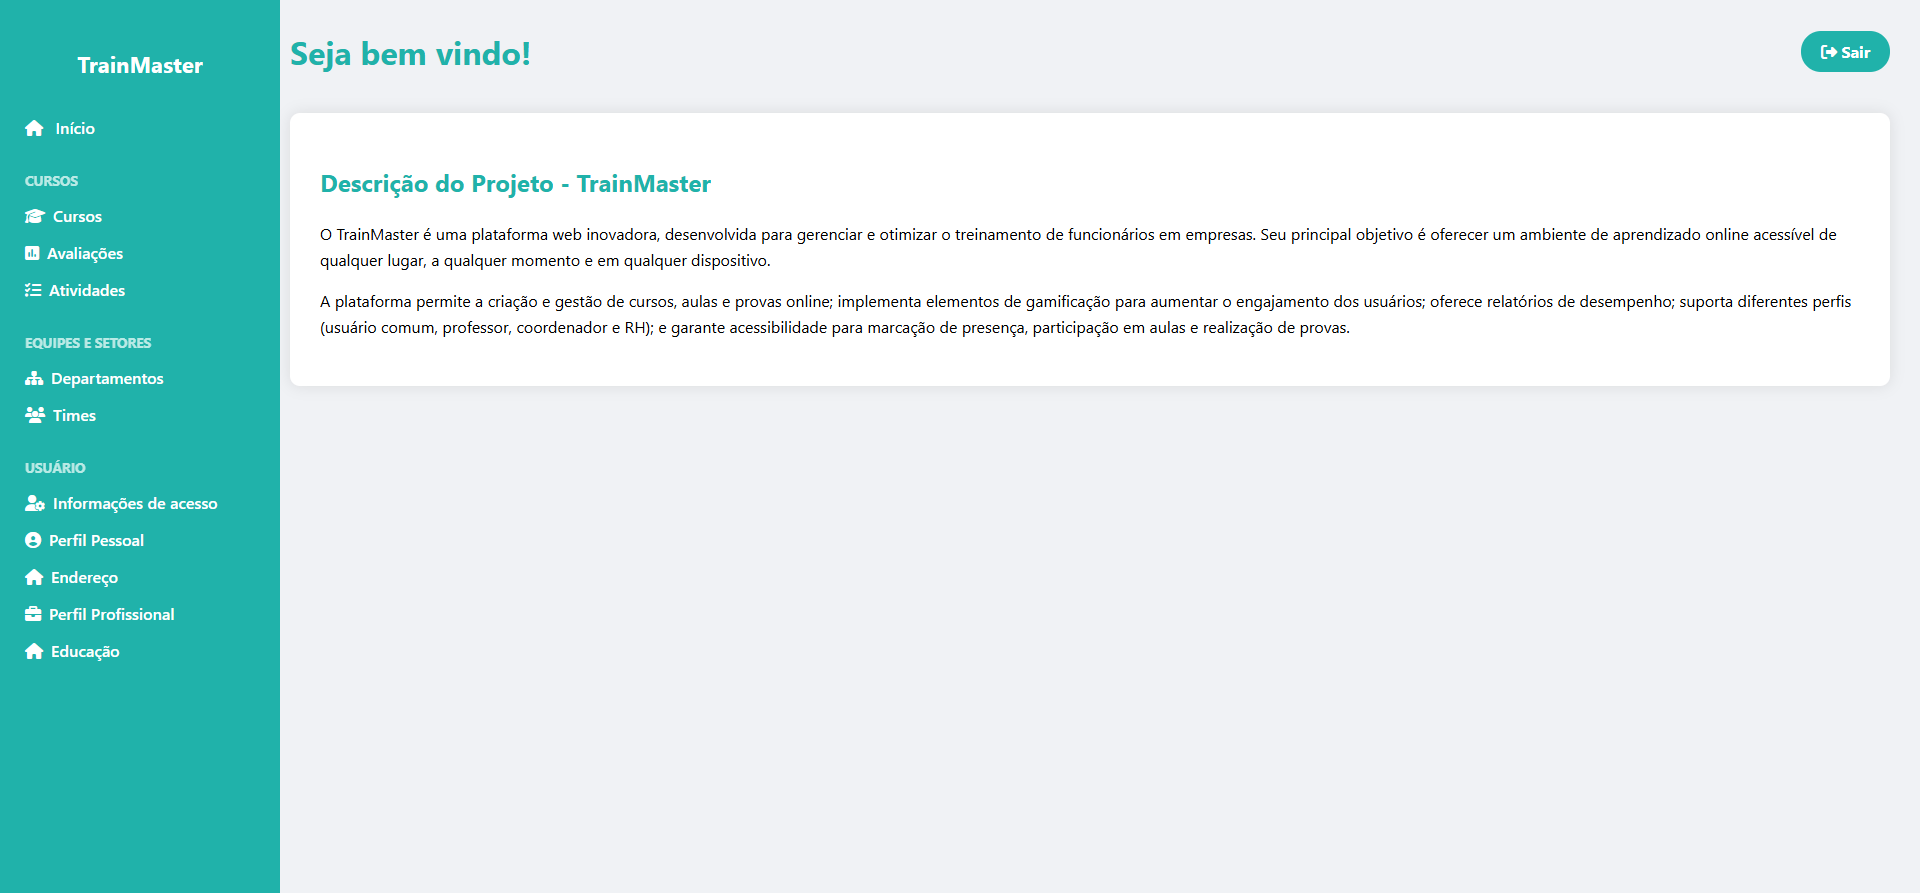 TrainMaster
Início
CURSOS
Cursos
Avaliações
Atividades
EQUIPES E SETORES
Departamentos
Times
USUÁRIO
Informações de acesso
Perfil Pessoal
Endereço
Perfil Profissional
Educação
Seja bem vindo!
Sair
Descrição do Projeto - TrainMaster
O TrainMaster é uma plataforma web inovadora, desenvolvida para gerenciar e otimizar o treinamento de funcionários em empresas. Seu principal objetivo é oferecer um ambiente de aprendizado online acessível de
qualquer lugar, a qualquer momento e em qualquer dispositivo.
A plataforma permite a criação e gestão de cursos, aulas e provas online; implementa elementos de gamificação para aumentar o engajamento dos usuários; oferece relatórios de desempenho; suporta diferentes perfis
(usuário comum, professor, coordenador e RH); e garante acessibilidade para marcação de presença, participação em aulas e realização de provas.